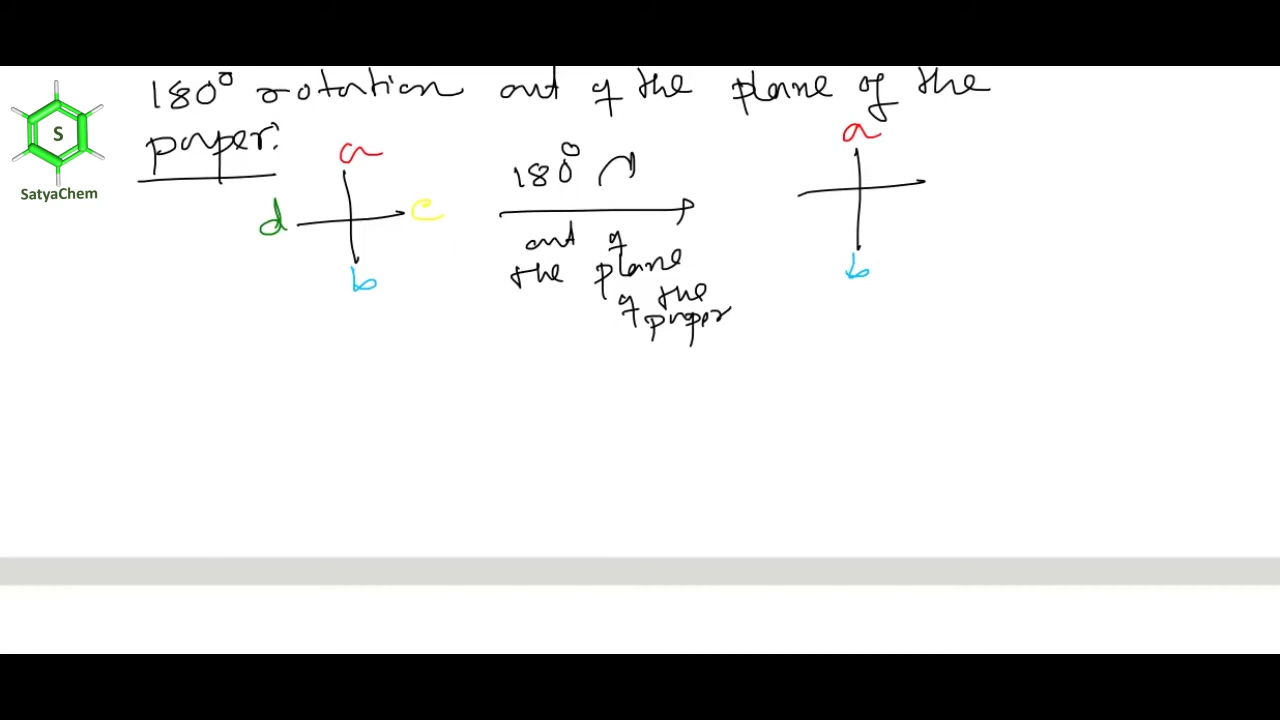 180° rotation out of the plane of the
paper:
S
SatyaChem
a
d c
b
180°
out of
the plane
of the
paper
a
b